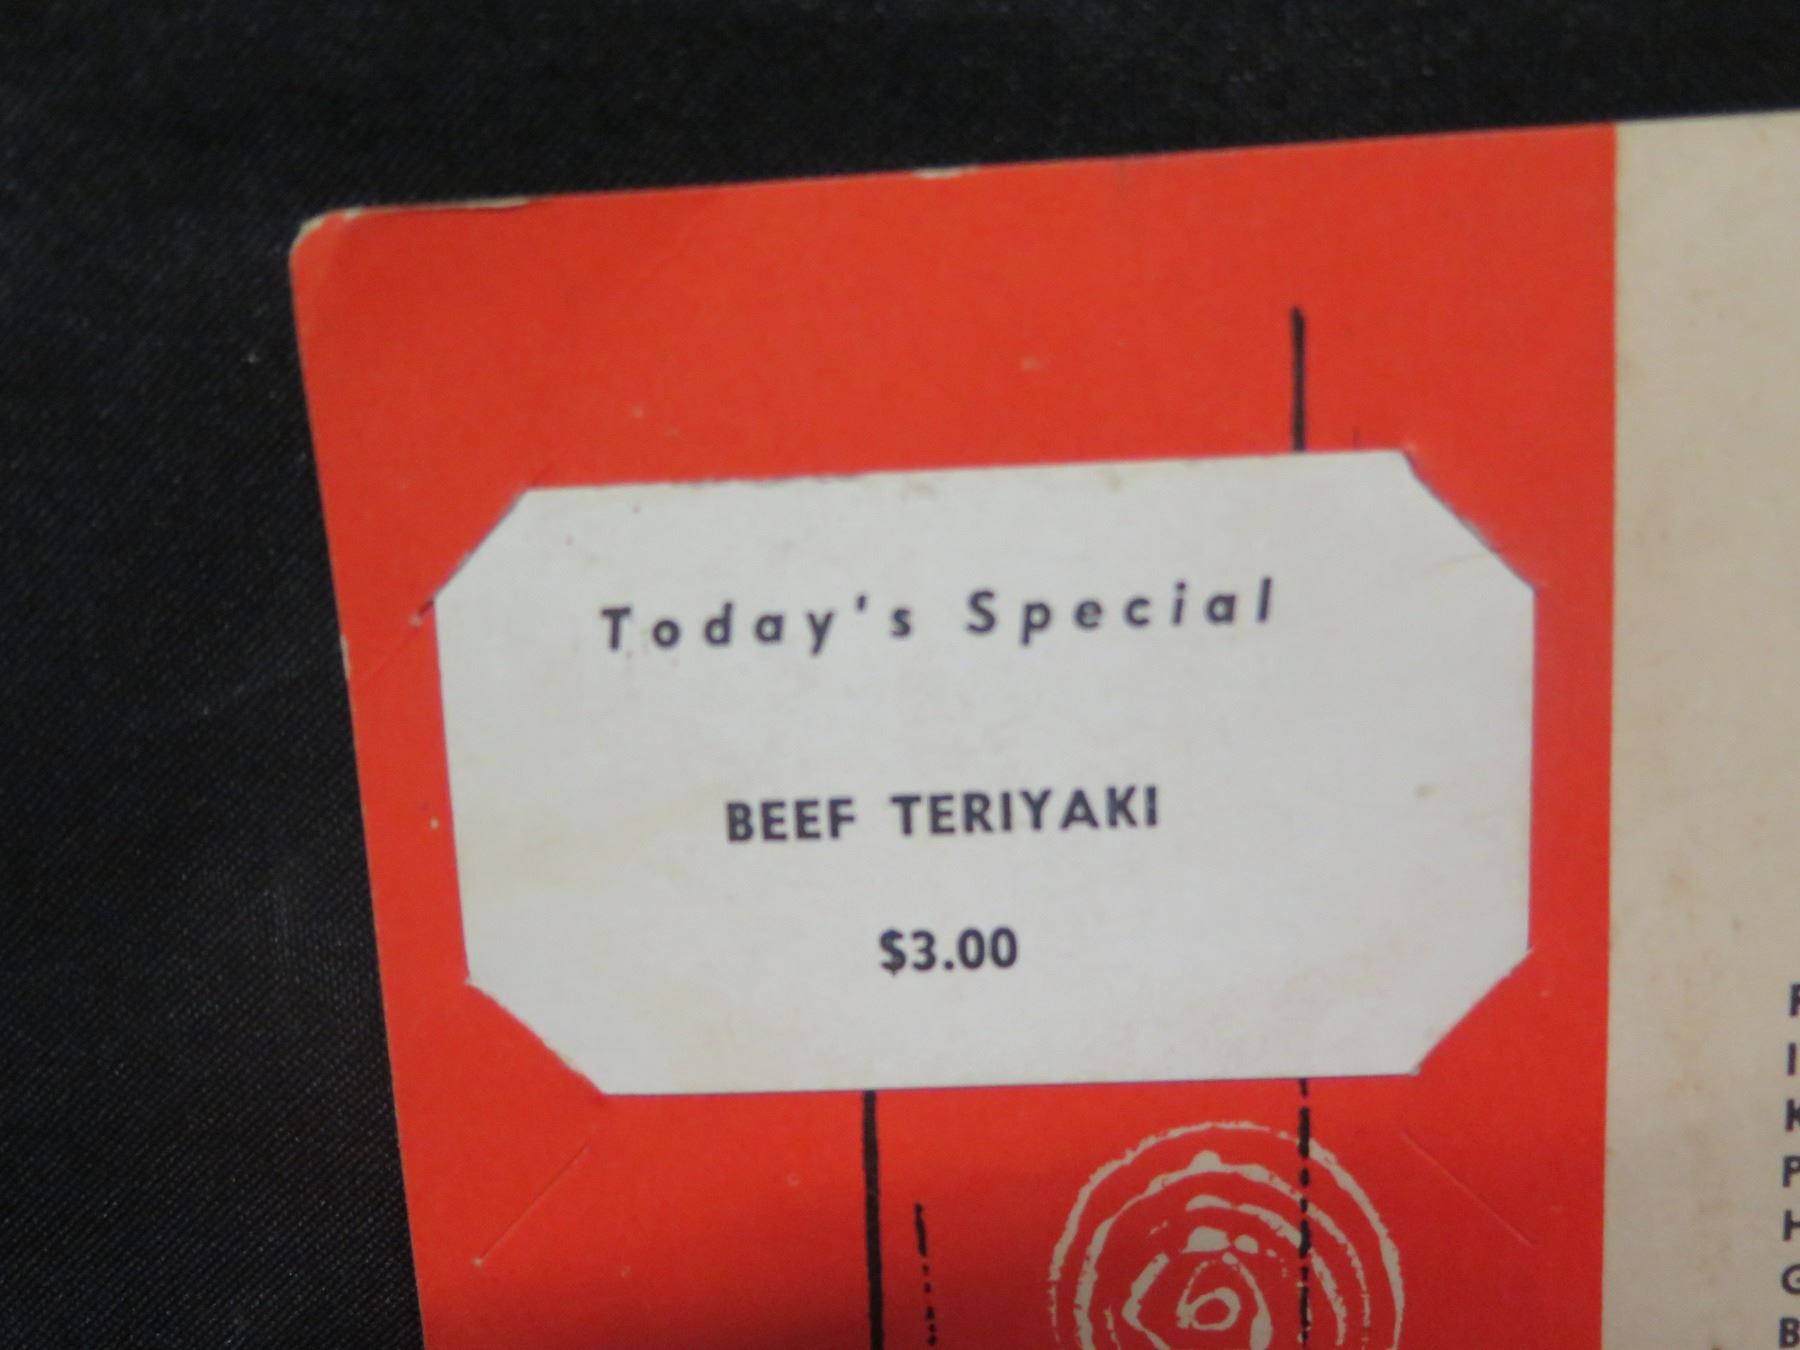 Today's Special
BEEF TERIYAKI
$3.00